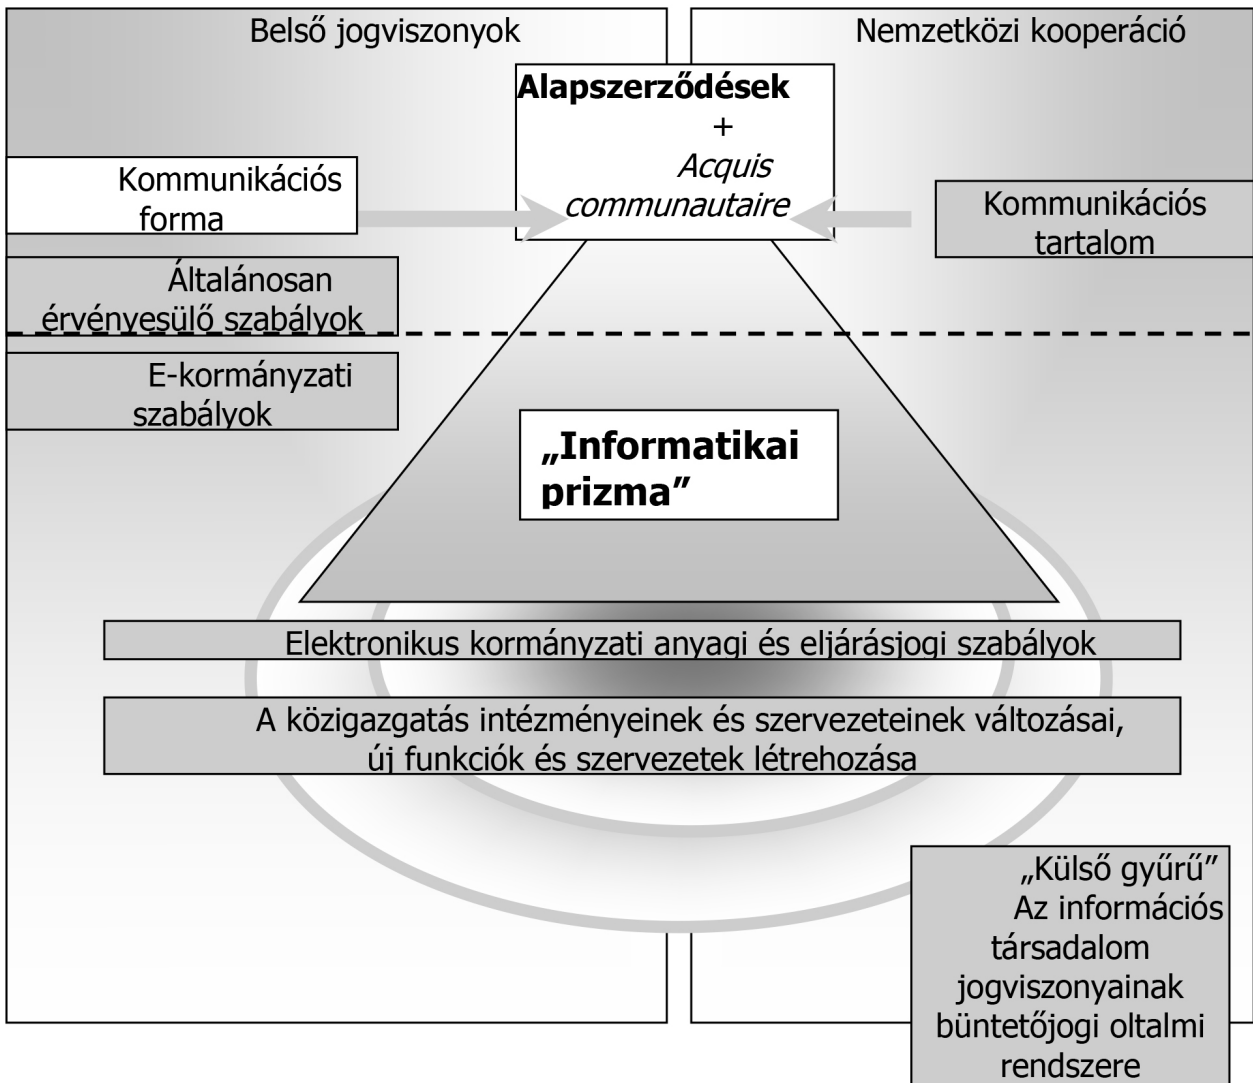 Belső jogviszonyok
Nemzetközi kooperáció
Alapszerződések
+
Acquis
communautaire
Kommunikációs
forma
Kommunikációs
tartalom
Általánosan
érvényesülő szabályok
E-kormányzati
szabályok
„Informatikai
prizma”
Elektronikus kormányzati anyagi és eljárásjogi szabályok
A közigazgatás intézményeinek és szervezeteinek változásai,
új funkciók és szervezetek létrehozása
„Külső gyűrű”
Az információs
társadalom
jogviszonyainak
büntetőjogi oltalmi
rendszere